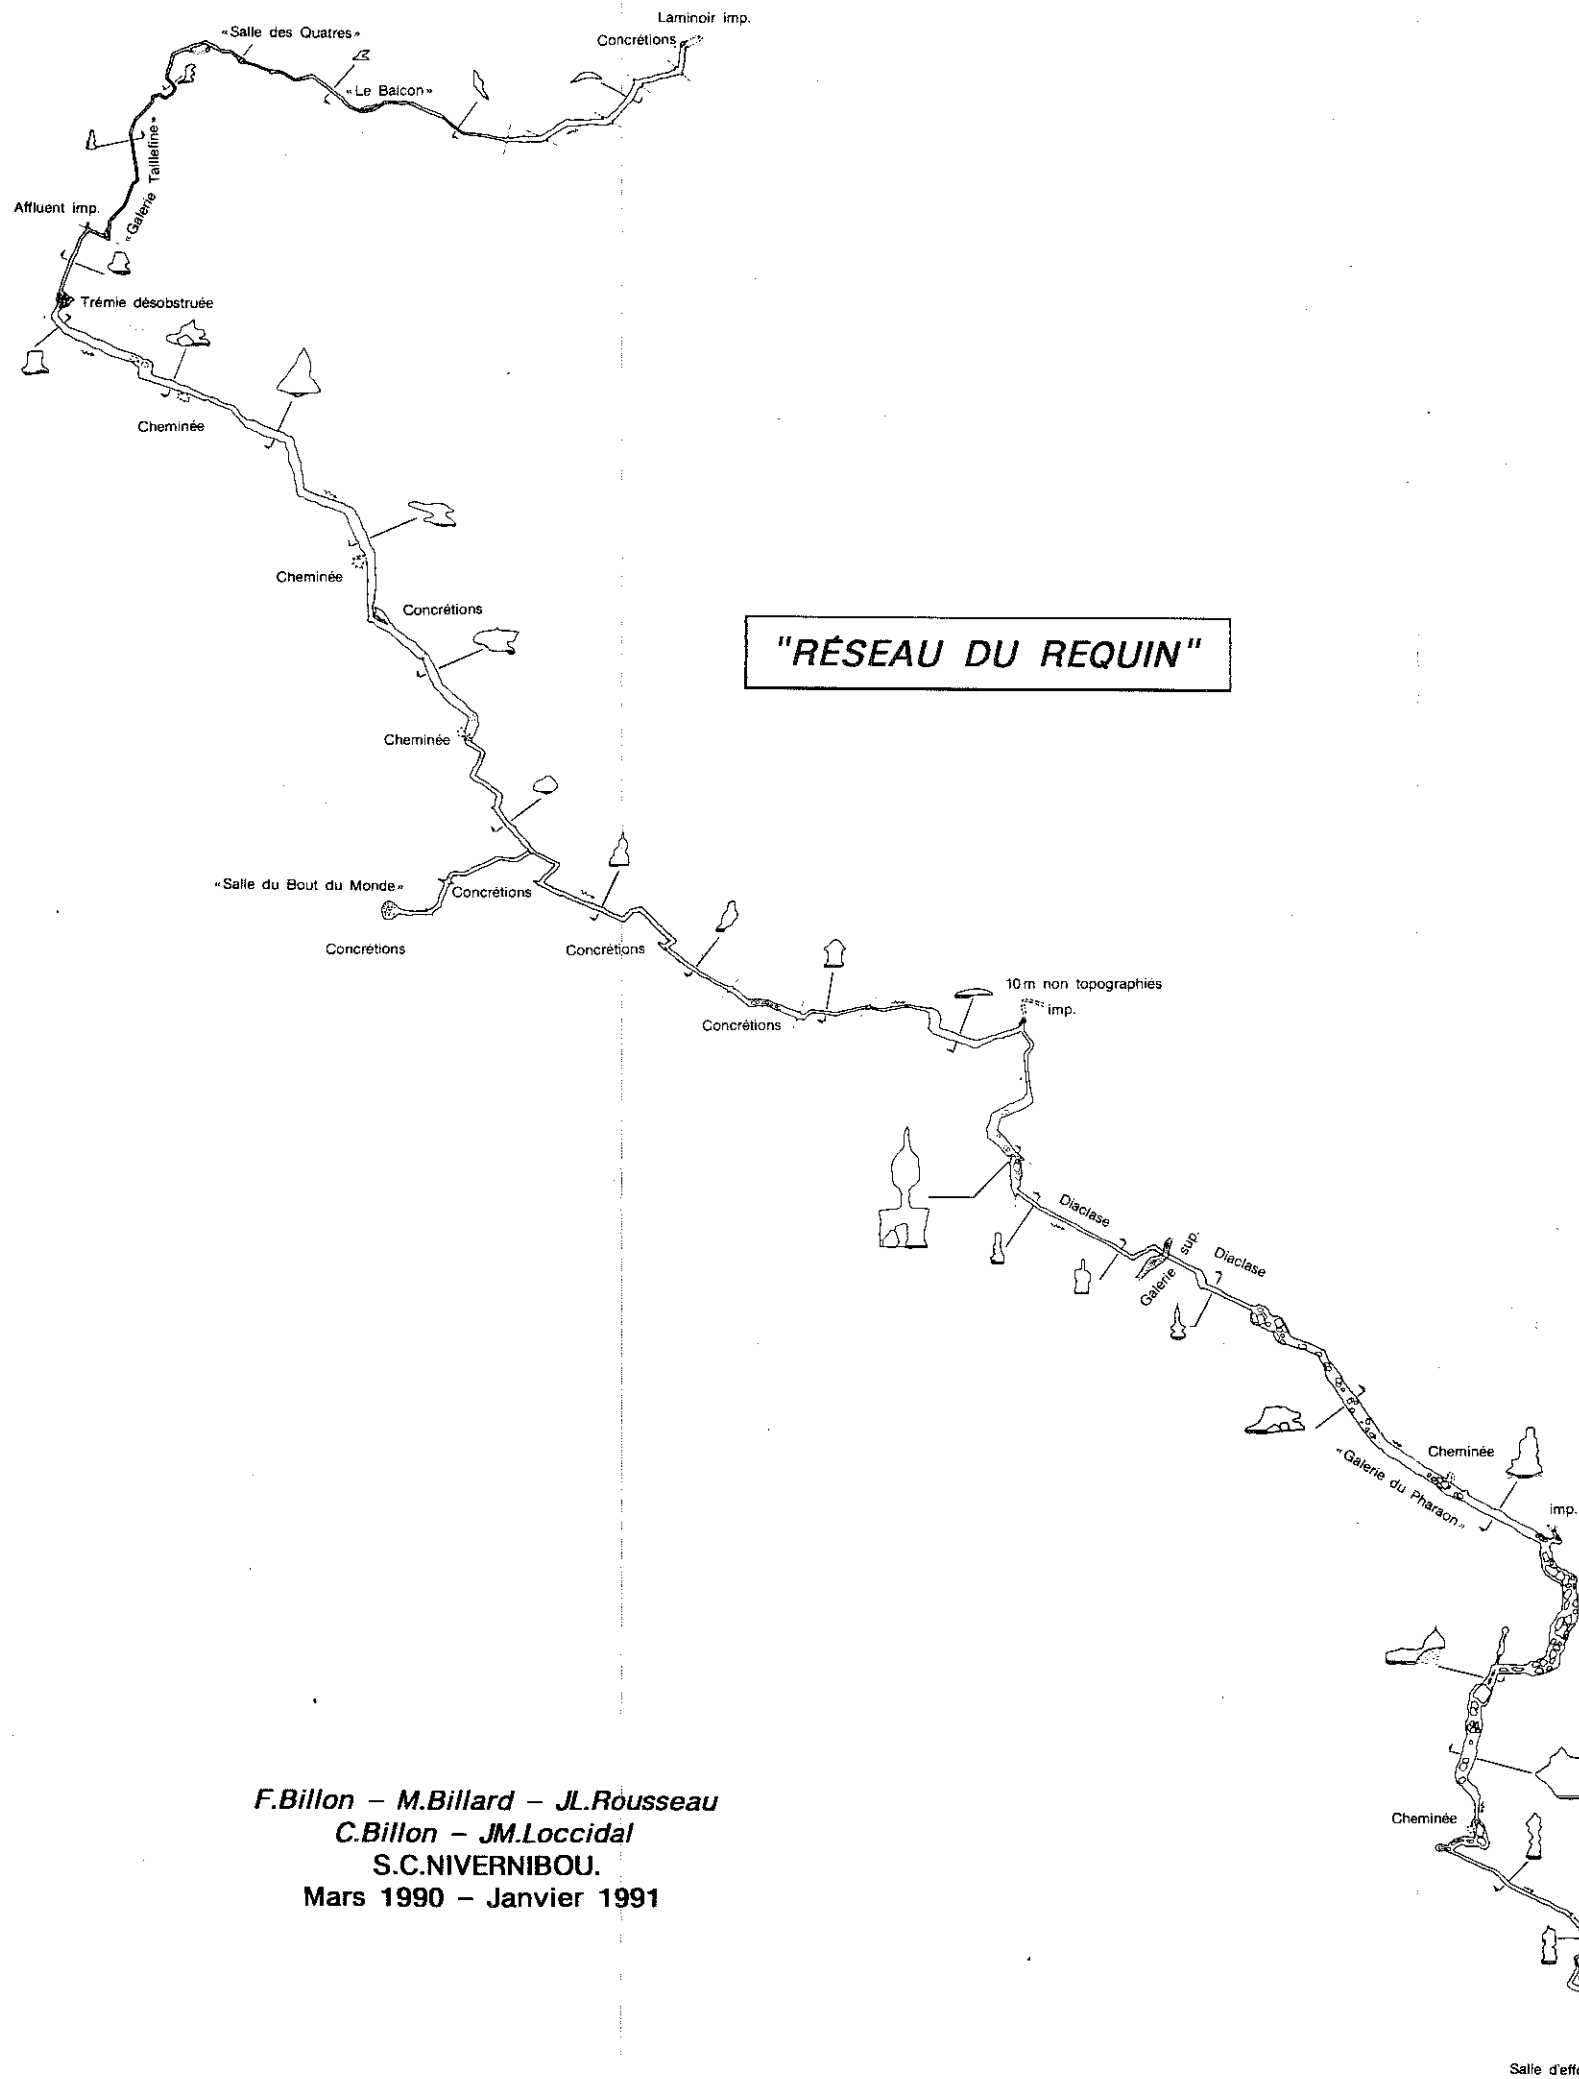 Laminoir imp.
«Salle des Quatres»
Concrétions
«Le Balcon»
«Galerie Taillefine»
Affluent imp.
Trémie désobstruée
Cheminée
Cheminée
Concrétions
"RÉSEAU DU REQUIN"
Cheminée
«Salle du Bout du Monde»
Concrétions
Concrétions
Concrétions
10m non topographiés
imp.
Concrétions
Diaclase
Galerie sup.
Diaclase
Cheminée
«Galerie du Pharaon»
imp.
F.Billon – M.Billard – JL.Rousseau
C.Billon – JM.Loccidal
S.C.NIVERNIBOU.
Mars 1990 – Janvier 1991
Cheminée
Salle